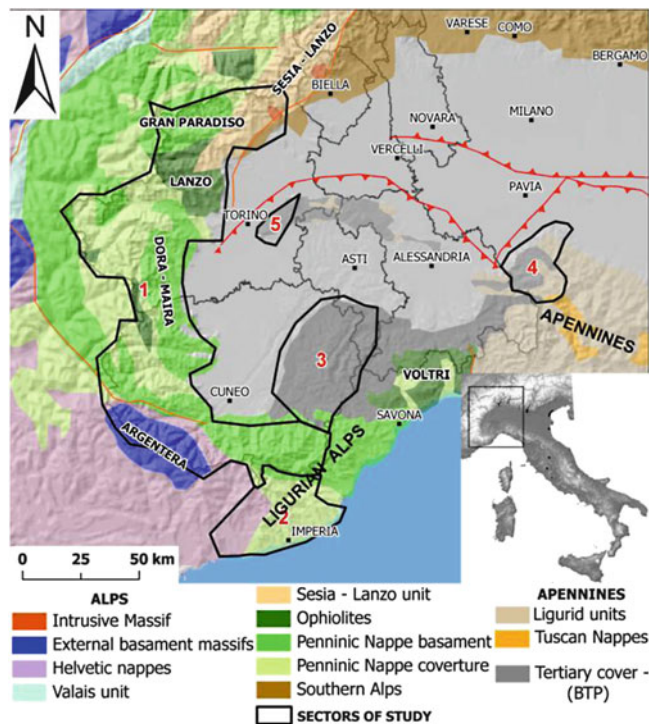 N
VARESE
COMO
BERGAMO
SESIA - LANZO
BIELLA
GRAN PARADISO
NOVARA
MILANO
VERCELLI
LANZO
PAVIA
TORINO
5
ASTI
ALESSANDRIA
4
DORA - MAIRA
1
APENNINES
3
VOLTRI
CUNEO
SAVONA
ARGENTERA
LIGURIAN ALPS
2
IMPERIA
0 25 50 km
ALPS
Intrusive Massif
External basament massifs
Helvetic nappes
Valais unit
Sesia - Lanzo unit
Ophiolites
Penninic Nappe basament
Penninic Nappe coverture
Southern Alps
SECTORS OF STUDY
APENNINES
Ligurid units
Tuscan Nappes
Tertiary cover -
(BTP)